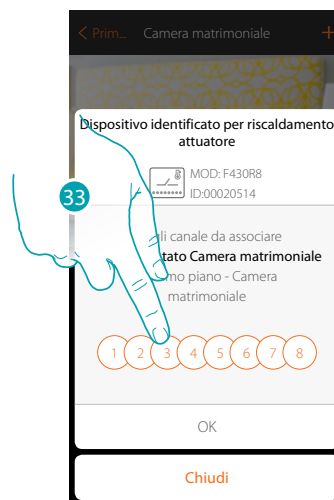 < Prim... Camera matrimoniale +
Dispositivo identificato per riscaldamento
attuatore
MOD: F430R8
ID:00020514
33
li canale da associare
tato Camera matrimoniale
mo piano - Camera
matrimoniale
1 2 3 4 5 6 7 8
OK
Chiudi